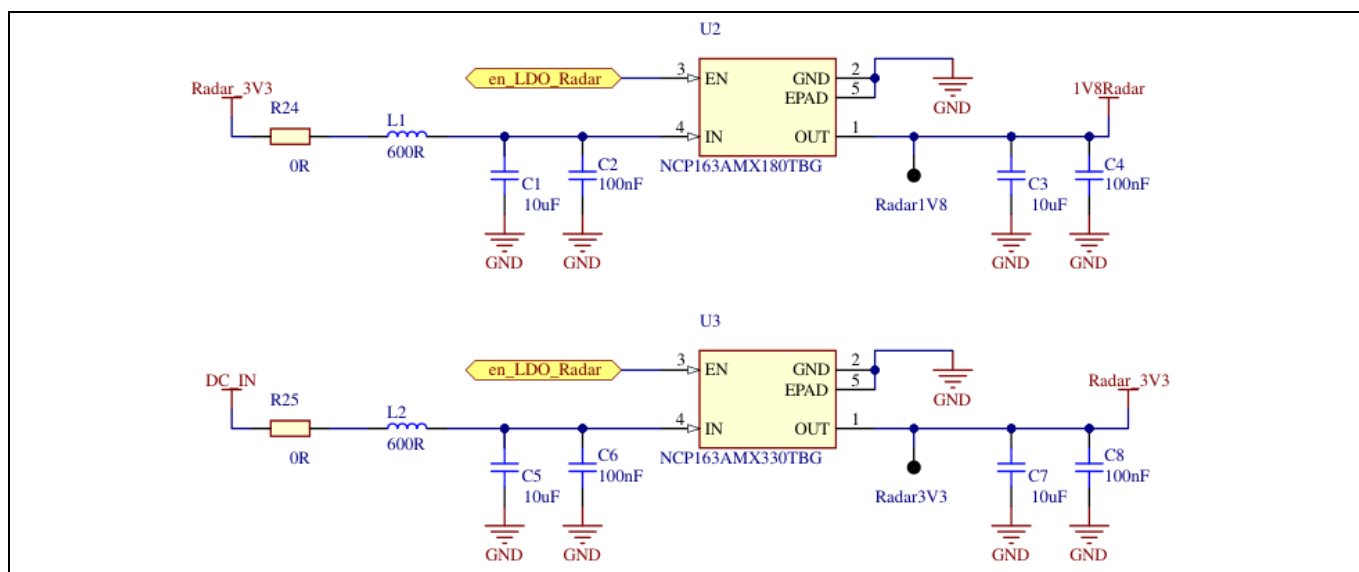 U2
en_LDO_Radar
3
EN
GND
2
EPAD
5
GND
Radar_3V3
R24
0R
L1
600R
4
IN
OUT
1
1V8Radar
NCP163AMX180TBG
C1
10uF
C2
100nF
Radar1V8
C3
10uF
C4
100nF
GND
GND
GND
GND
U3
en_LDO_Radar
3
EN
GND
2
EPAD
5
GND
DC_IN
R25
0R
L2
600R
4
IN
OUT
1
Radar_3V3
NCP163AMX330TBG
C5
10uF
C6
100nF
Radar3V3
C7
10uF
C8
100nF
GND
GND
GND
GND